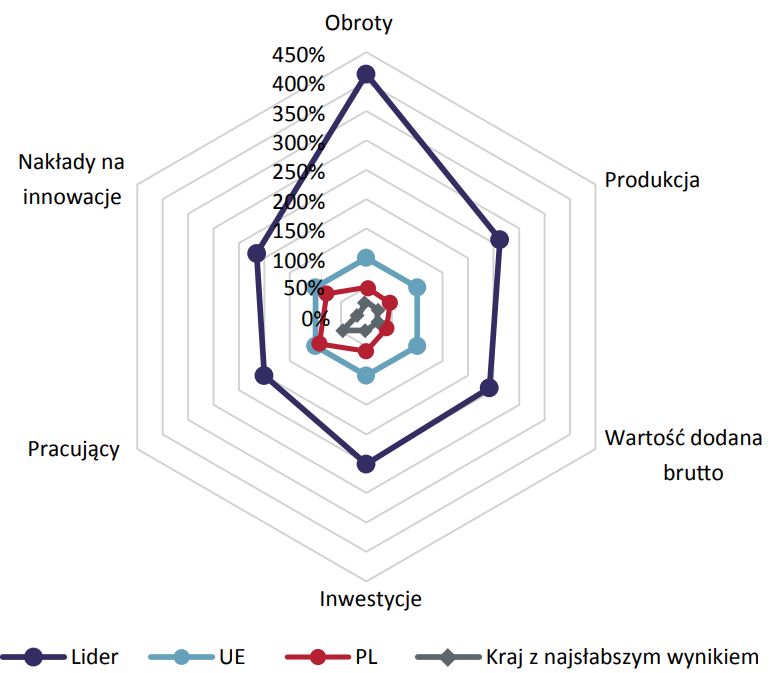 Obroty
450%
400%
350%
300%
250%
200%
150%
100%
50%
0%
Nakłady na
innowacje
Produkcja
Pracujący
Wartość dodana
brutto
Inwestycje
Lider
UE
PL
Kraj z najsłabszym wynikiem